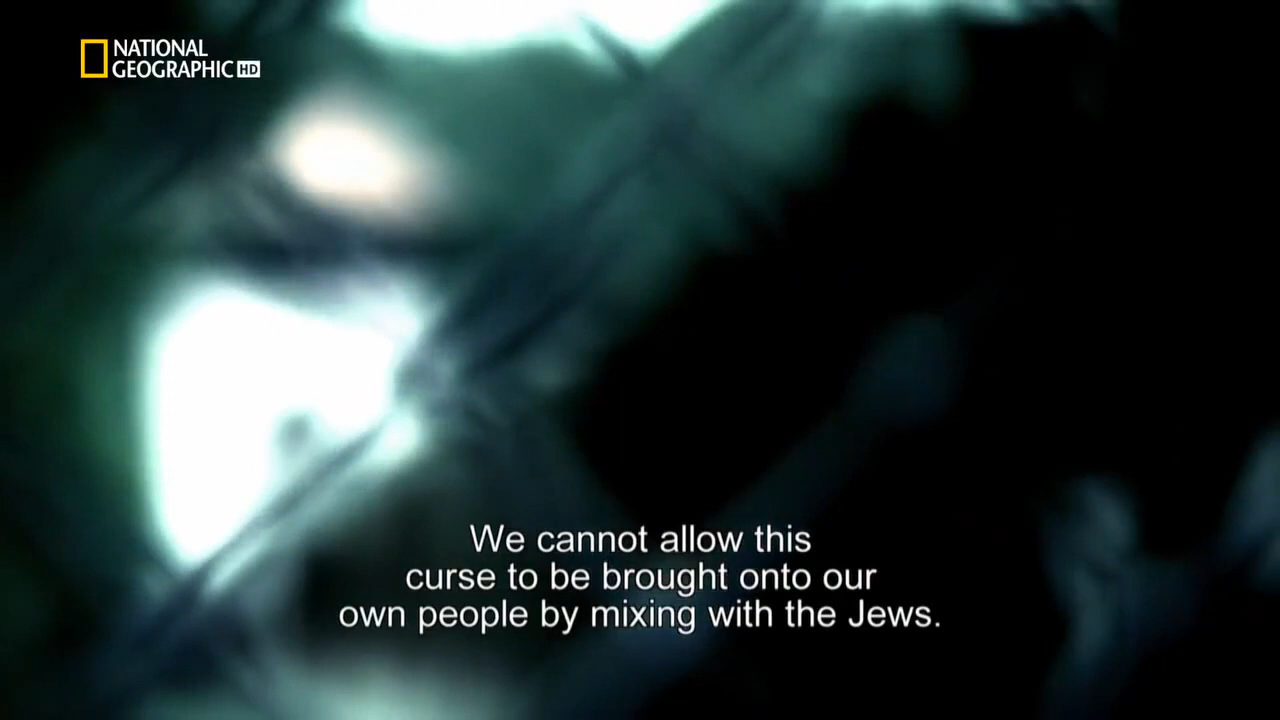 NATIONAL
GEOGRAPHIC HD
We cannot allow this
curse to be brought onto our
own people by mixing with the Jews.